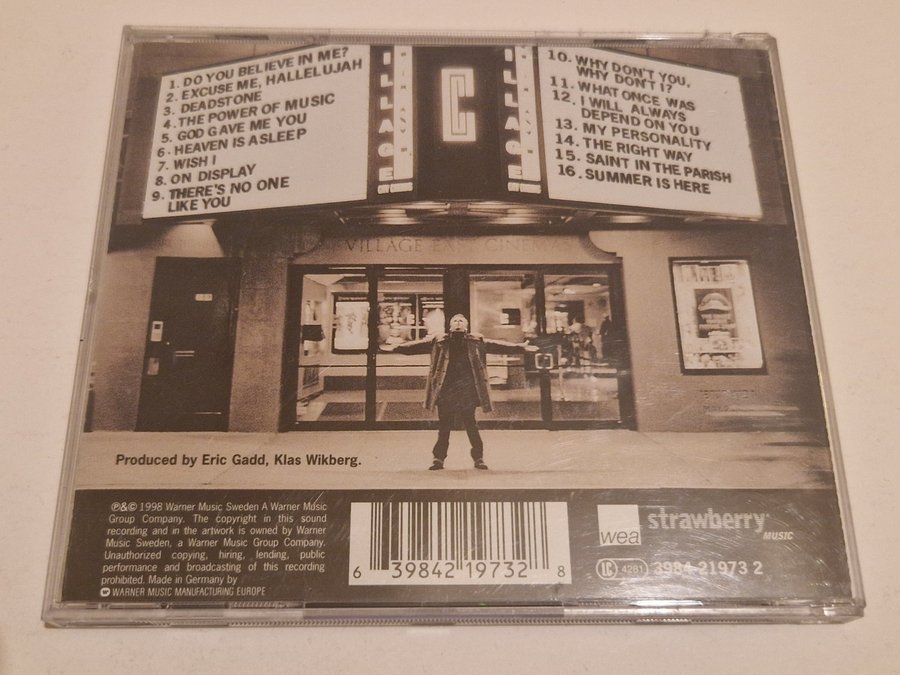 1. DO YOU BELIEVE IN ME?
2. EXCUSE ME, HALLELUJAH
3. DEADSTONE
4. THE POWER OF MUSIC
5. GOD GAVE ME YOU
6. HEAVEN IS ASLEEP
7. WISH I
8. ON DISPLAY
9. THERE'S NO ONE
LIKE YOU
ILLAGE
C
ILLAGE
10. WHY DON'T YOU,
WHY DON'T I?
11. WHAT ONCE WAS
12. I WILL ALWAYS
DEPEND ON YOU
13. MY PERSONALITY
14. THE RIGHT WAY
15. SAINT IN THE PARISH
16. SUMMER IS HERE
VILLAGE EAST CINEMAS
Produced by Eric Gadd, Klas Wikberg.
℗&© 1998 Warner Music Sweden A Warner Music
Group Company. The copyright in this sound
recording and in the artwork is owned by Warner
Music Sweden, a Warner Music Group Company.
Unauthorized copying, hiring, lending, public
performance and broadcasting of this recording
prohibited. Made in Germany by
WARNER MUSIC MANUFACTURING EUROPE
6 39842 19732 8
wea
strawberry
MUSIC
LC 4281 3984-21973 2